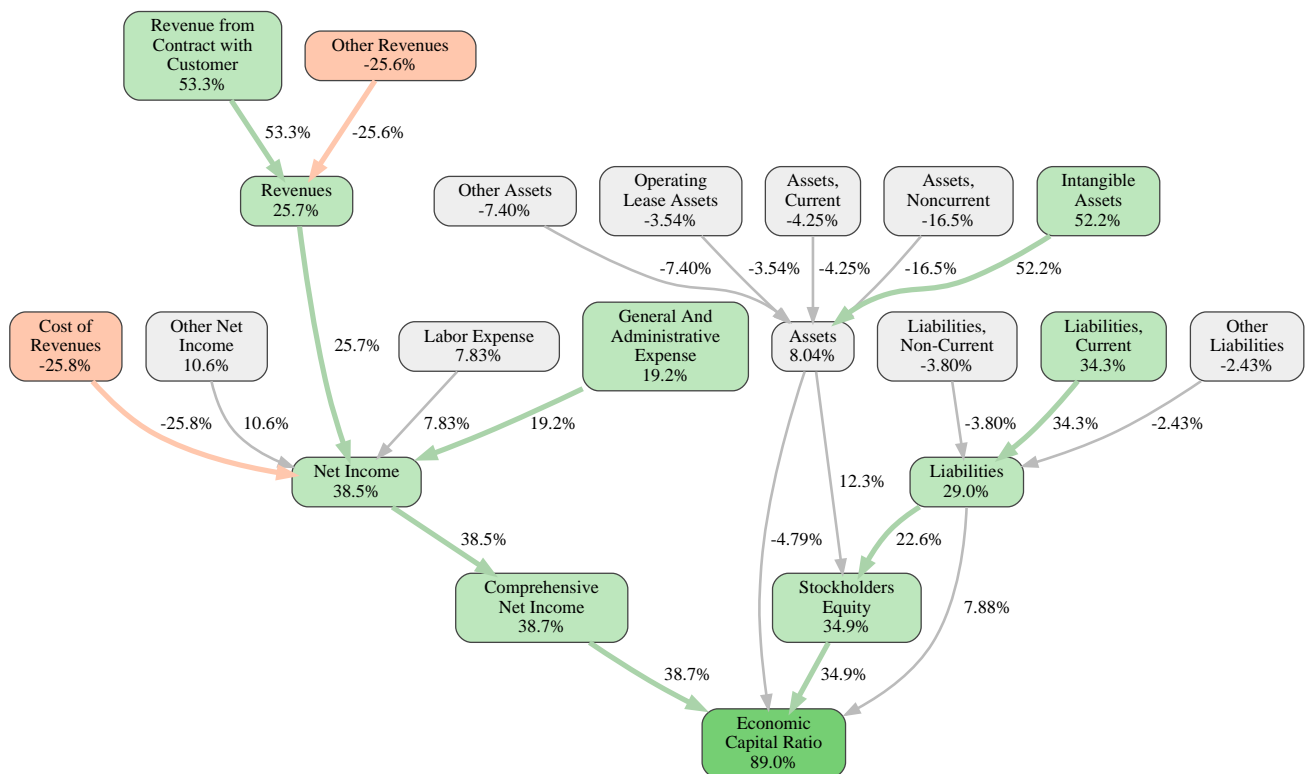 Revenue from
Contract with
Customer
53.3%
Other Revenues
-25.6%
53.3%
-25.6%
Revenues
25.7%
Other Assets
-7.40%
Operating
Lease Assets
-3.54%
Assets,
Current
-4.25%
Assets,
Noncurrent
-16.5%
Intangible
Assets
52.2%
-7.40%
-3.54%
-4.25%
-16.5%
52.2%
Cost of
Revenues
-25.8%
Other Net
Income
10.6%
25.7%
Labor Expense
7.83%
General And
Administrative
Expense
19.2%
Assets
8.04%
Liabilities,
Non-Current
-3.80%
Liabilities,
Current
34.3%
Other
Liabilities
-2.43%
-25.8%
10.6%
7.83%
19.2%
-3.80%
34.3%
-2.43%
Net Income
38.5%
12.3%
Liabilities
29.0%
38.5%
-4.79%
22.6%
Comprehensive
Net Income
38.7%
Stockholders
Equity
34.9%
7.88%
38.7%
34.9%
Economic
Capital Ratio
89.0%